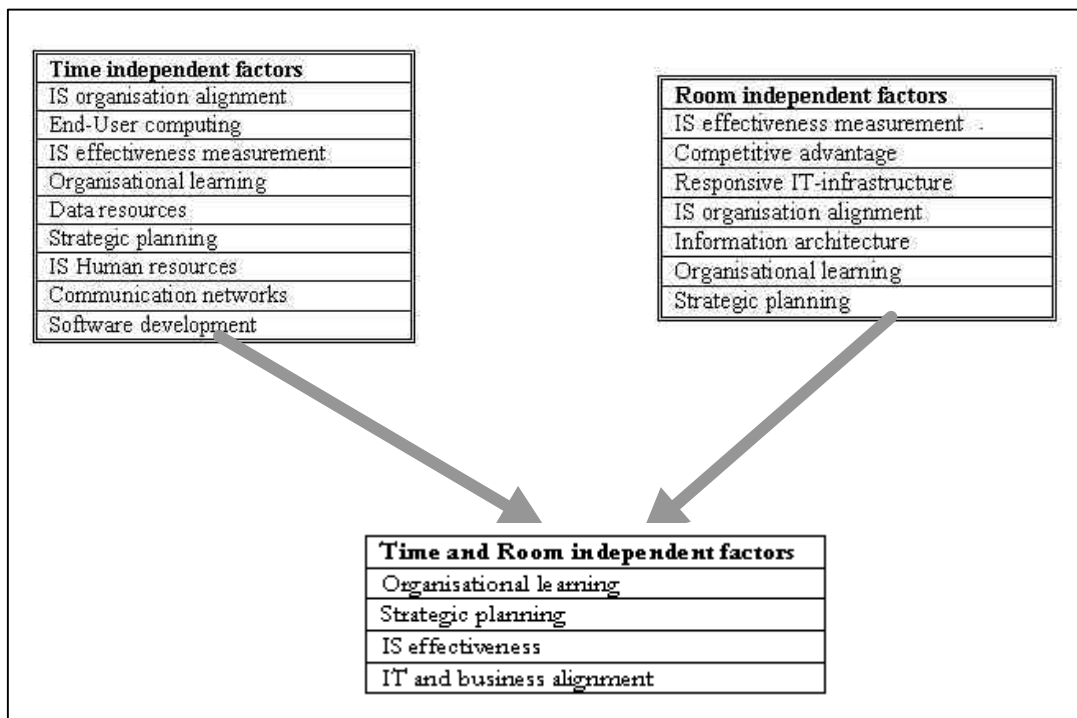 Time independent factors
IS organisation alignment
End-User computing
IS effectiveness measurement
Organisational learning
Data resources
Strategic planning
IS Human resources
Communication networks
Software development
Room independent factors
IS effectiveness measurement
Competitive advantage
Responsive IT-infrastructure
IS organisation alignment
Information architecture
Organisational learning
Strategic planning
Time and Room independent factors
Organisational learning
Strategic planning
IS effectiveness
IT and business alignment